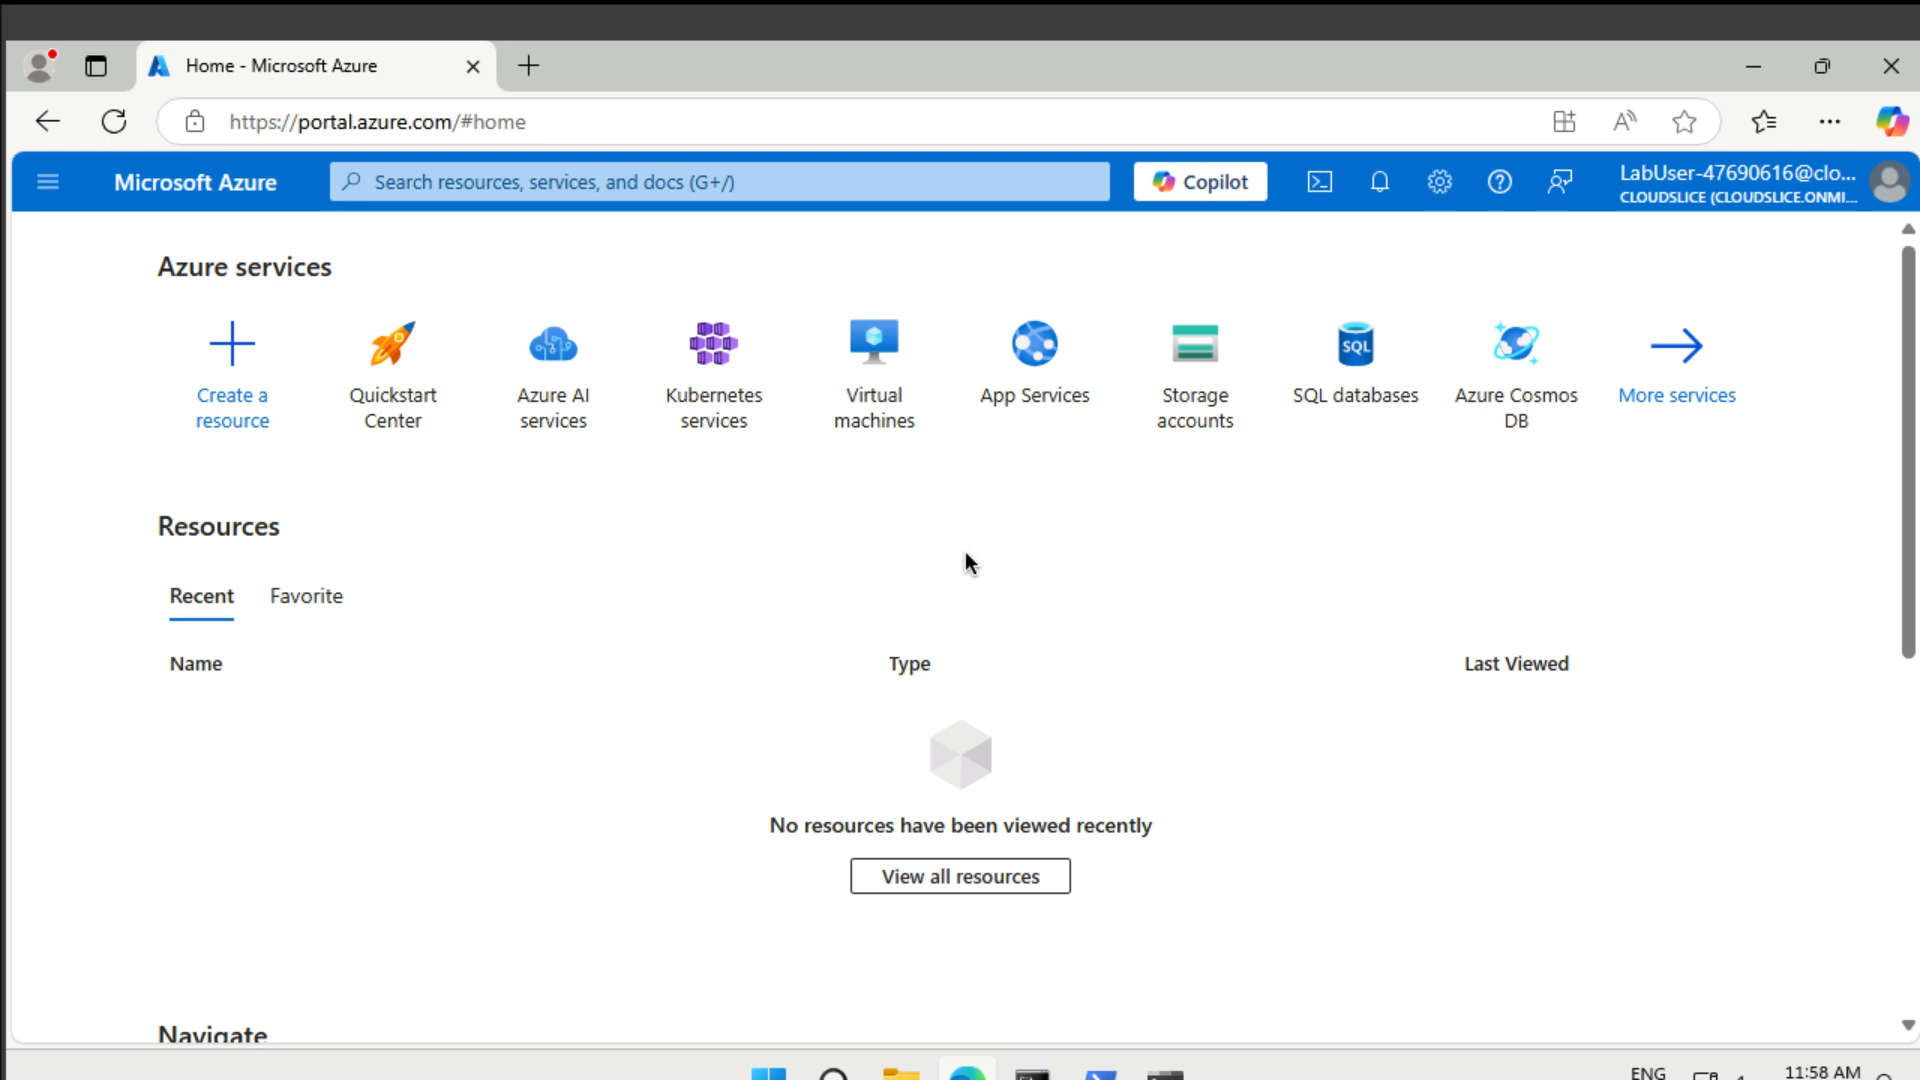 Home - Microsoft Azure
https://portal.azure.com/#home
Microsoft Azure
Search resources, services, and docs (G+/)
Copilot
LabUser-47690616@clo...
CLOUDSLICE (CLOUDSLICE.ONMI...
Azure services
Create a
resource
Quickstart
Center
Azure AI
services
Kubernetes
services
Virtual
machines
App Services
Storage
accounts
SQL
SQL databases
Azure Cosmos
DB
More services
Resources
Recent
Favorite
Name
Type
Last Viewed
No resources have been viewed recently
View all resources
Navigate
ENG
11:58 AM